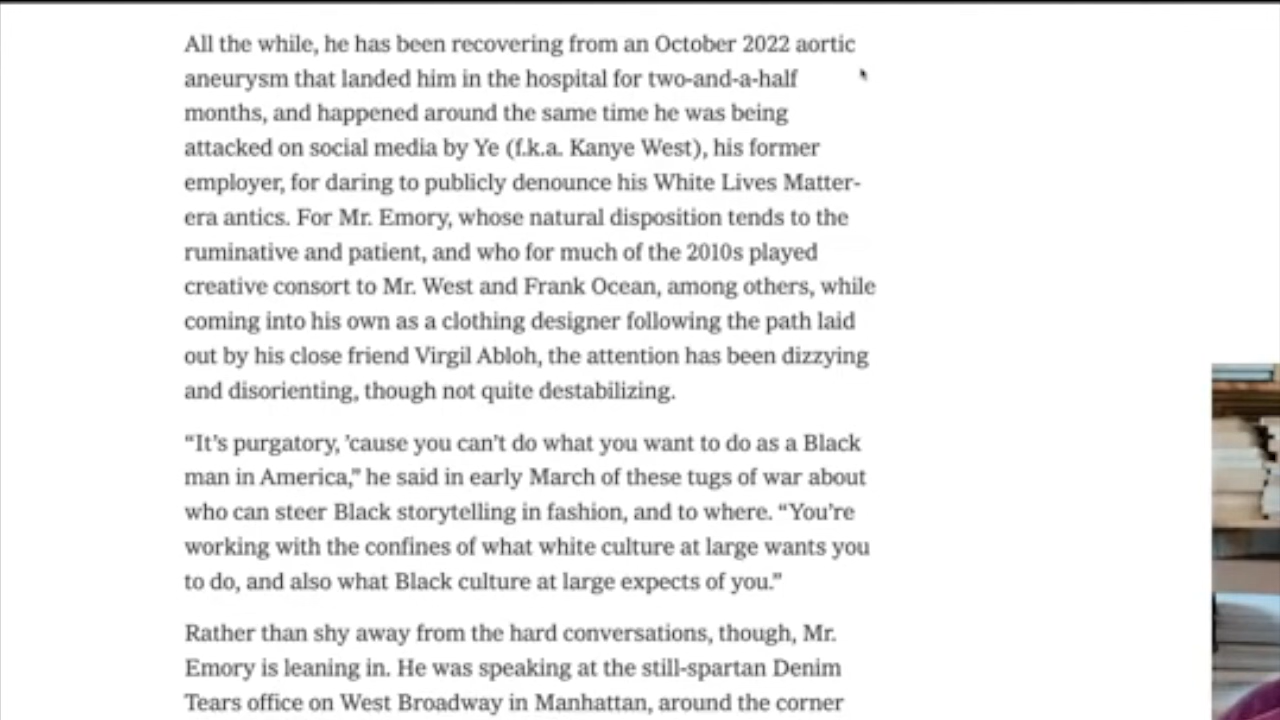 All the while, he has been recovering from an October 2022 aortic
aneurysm that landed him in the hospital for two-and-a-half
months, and happened around the same time he was being
attacked on social media by Ye (f.k.a. Kanye West), his former
employer, for daring to publicly denounce his White Lives Matter-
era antics. For Mr. Emory, whose natural disposition tends to the
ruminative and patient, and who for much of the 2010s played
creative consort to Mr. West and Frank Ocean, among others, while
coming into his own as a clothing designer following the path laid
out by his close friend Virgil Abloh, the attention has been dizzying
and disorienting, though not quite destabilizing.
“It’s purgatory, ’cause you can’t do what you want to do as a Black
man in America,” he said in early March of these tugs of war about
who can steer Black storytelling in fashion, and to where. “You’re
working with the confines of what white culture at large wants you
to do, and also what Black culture at large expects of you.”
Rather than shy away from the hard conversations, though, Mr.
Emory is leaning in. He was speaking at the still-spartan Denim
Tears office on West Broadway in Manhattan, around the corner